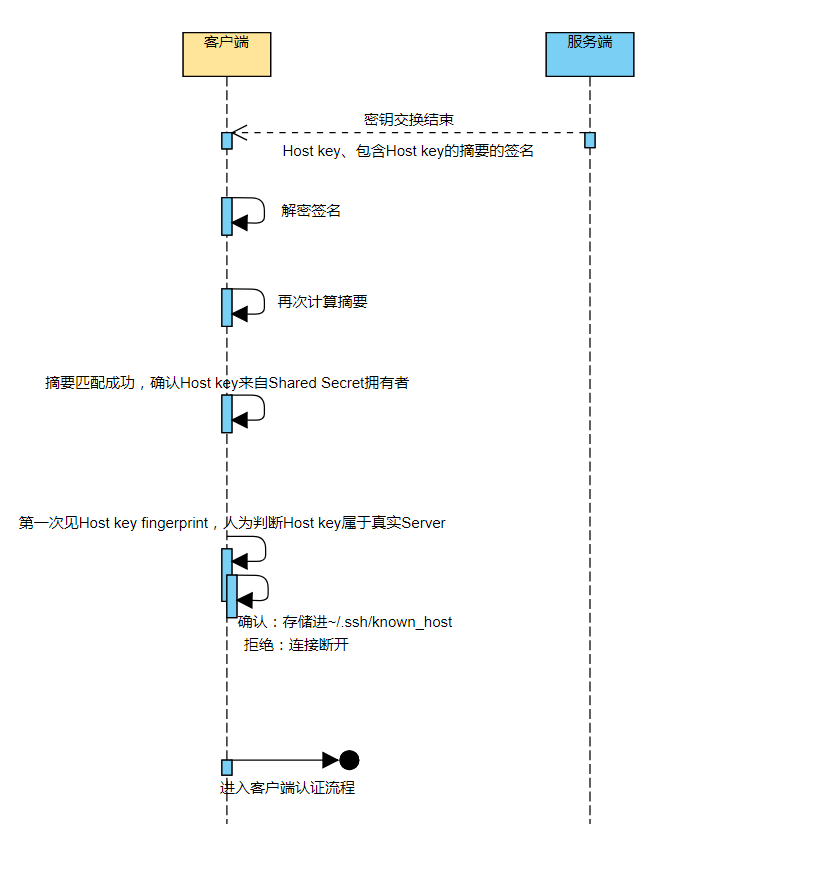 客户端
服务端
密钥交换结束
Host key、包含Host key的摘要的签名
解密签名
再次计算摘要
摘要匹配成功，确认Host key来自Shared Secret拥有者
第一次见Host key fingerprint，人为判断Host key属于真实Server
确认：存储进~/.ssh/known_host
拒绝：连接断开
进入客户端认证流程